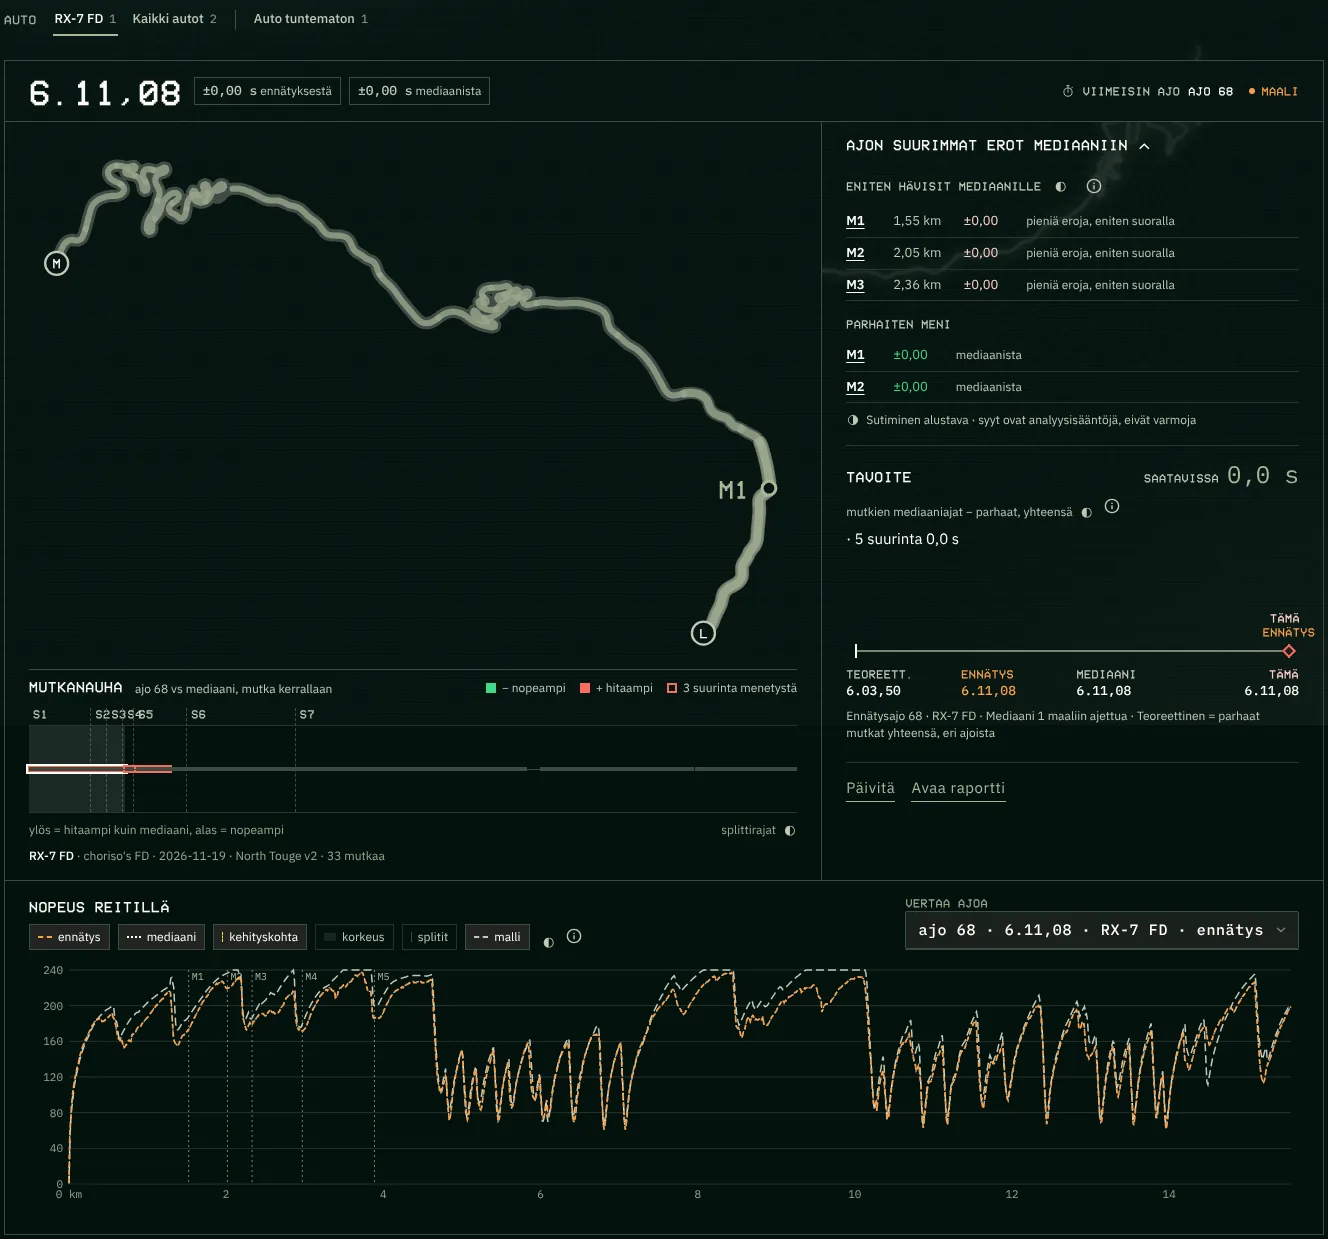 AUTO RX-7 FD 1 Kaikki autot 2 Auto tuntematon 1
6.11,08 ±0,00 s ennätyksestä ±0,00 s mediaanista
VIIMEISIN AJO AJO 68 MAALI
M
M1
L
AJON SUURIMMAT EROT MEDIAANIIN
ENITEN HÄVISIT MEDIAANILLE
M1 1,55 km ±0,00 pieniä eroja, eniten suoralla
M2 2,05 km ±0,00 pieniä eroja, eniten suoralla
M3 2,36 km ±0,00 pieniä eroja, eniten suoralla
PARHAITEN MENI
M1 ±0,00 mediaanista
M2 ±0,00 mediaanista
Sutiminen alustava · syyt ovat analyysisääntöjä, eivät varmoja
TAVOITE SAATAVISSA 0,0 s
mutkien mediaaniajat – parhaat, yhteensä
· 5 suurinta 0,0 s
TÄMÄ
ENNÄTYS
TEOREETT. ENNÄTYS MEDIAANI TÄMÄ
6.03,50 6.11,08 6.11,08 6.11,08
Ennätysajo 68 · RX-7 FD · Mediaani 1 maaliin ajettua · Teoreettinen = parhaat
mutkat yhteensä, eri ajoista
Päivitä Avaa raportti
MUTKANAUHA ajo 68 vs mediaani, mutka kerrallaan
– nopeampi + hitaampi 3 suurinta menetystä
S1 S2 S3 S4 S5 S6 S7
ylös = hitaampi kuin mediaani, alas = nopeampi splittirajat
RX-7 FD · choriso's FD · 2026-11-19 · North Touge v2 · 33 mutkaa
NOPEUS REITILLÄ
ennätys mediaani kehityskohta korkeus splitit malli
VERTAA AJOA
ajo 68 · 6.11,08 · RX-7 FD · ennätys
M1 M2 M3 M4 M5
240
200
160
120
80
40
0
0 km 2 4 6 8 10 12 14